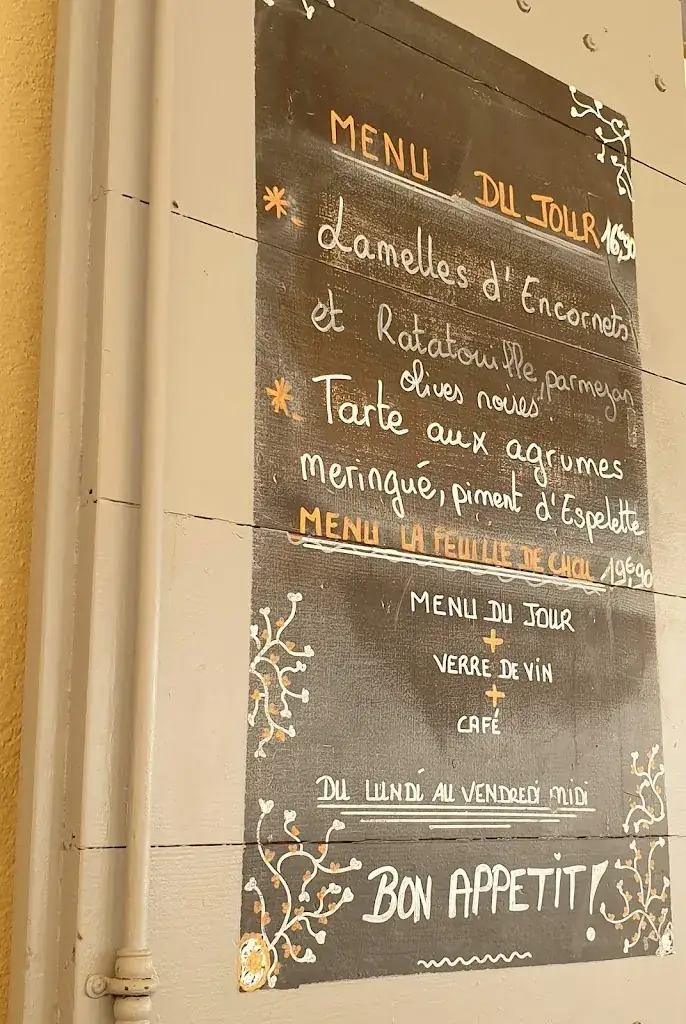 MENU DU JOUR 16€90
* - Lamelles d'Encornets
et Ratatouille, parmesan
olives noires.
* - Tarte aux agrumes
meringué, piment d'Espelette
MENU LA FEUILLE DE CHOU 19€90
MENU DU JOUR
+
VERRE DE VIN
+
CAFÉ
DU LUNDI AU VENDREDI MIDI
BON APPETIT!